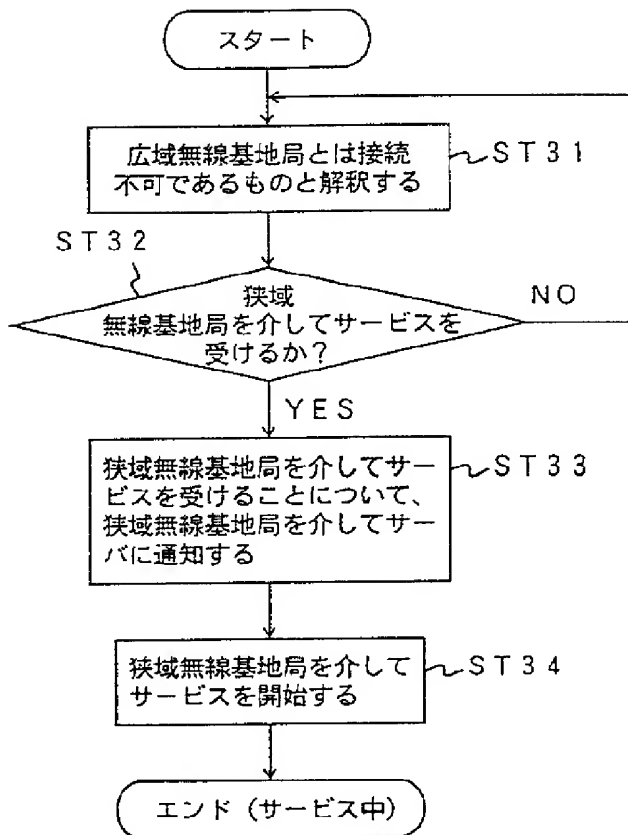 スタート
広域無線基地局とは接続
不可であるものと解釈する
ST31
ST32
狭域
無線基地局を介してサービスを
受けるか？
NO
YES
狭域無線基地局を介してサー
ビスを受けることについて、
狭域無線基地局を介してサー
バに通知する
ST33
狭域無線基地局を介して
サービスを開始する
ST34
エンド（サービス中）